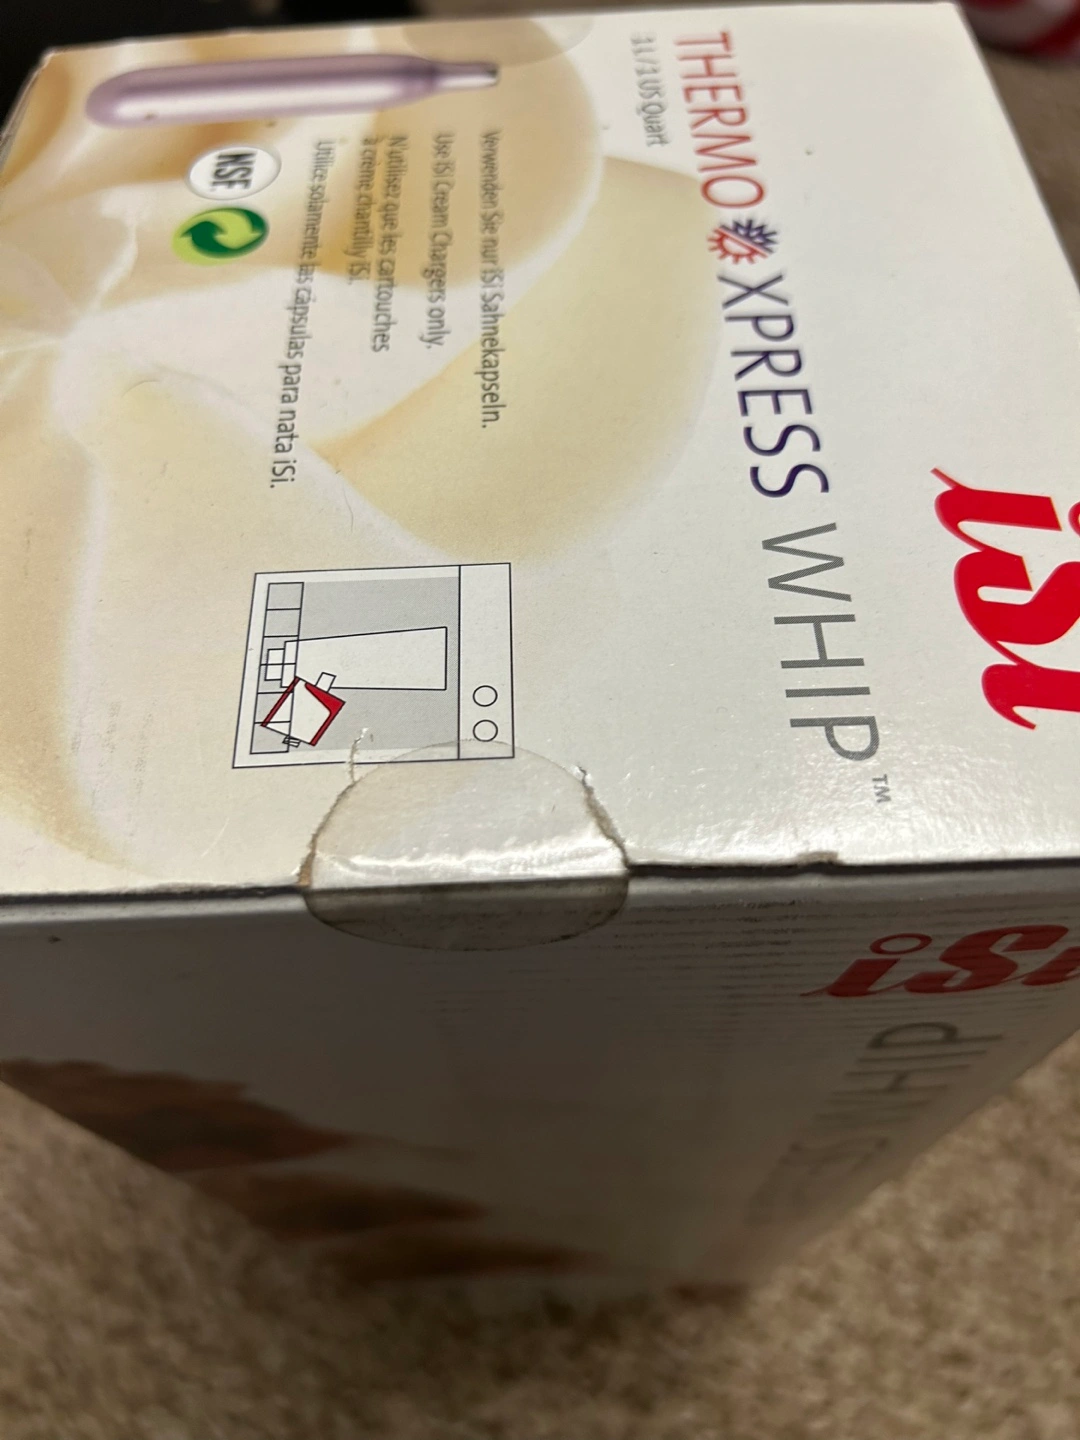 iSi
THERMO XPRESS WHIP™
1 L / 1 US Quart
Verwenden Sie nur iSi Sahnekapseln.
Use iSi Cream Chargers only.
N'utilisez que les cartouches
à crème chantilly iSi.
Utilice solamente las cápsulas para nata iSi.
NSF
iSi
WHIP